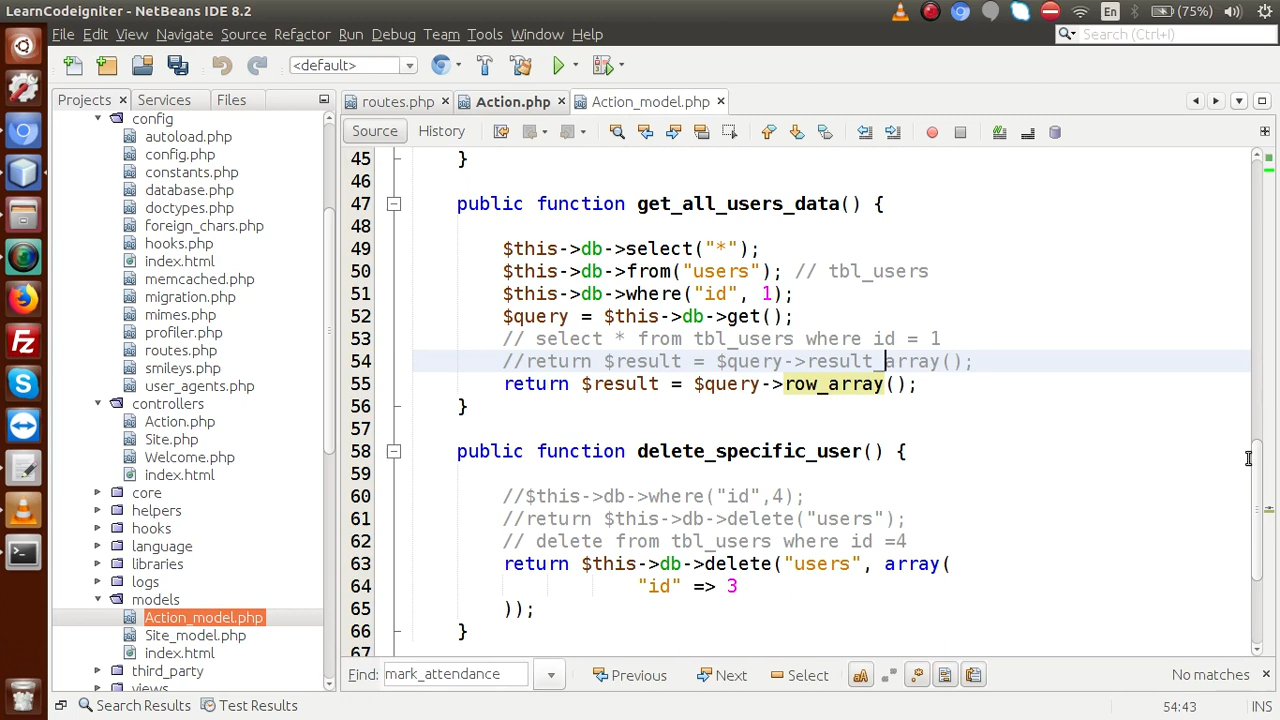 LearnCodeigniter - NetBeans IDE 8.2
En (75%)
File Edit View Navigate Source Refactor Run Debug Team Tools Window Help
Search (Ctrl+I)
<default>
Projects Services Files
routes.php Action.php Action_model.php
Source History
config
autoload.php
config.php
constants.php
database.php
doctypes.php
foreign_chars.php
hooks.php
index.html
memcached.php
migration.php
mimes.php
profiler.php
routes.php
smileys.php
user_agents.php
controllers
Action.php
Site.php
Welcome.php
index.html
core
helpers
hooks
language
libraries
logs
models
Action_model.php
Site_model.php
index.html
third_party
views
45 }
46
47 public function get_all_users_data() {
48
49 $this->db->select("*");
50 $this->db->from("users"); // tbl_users
51 $this->db->where("id", 1);
52 $query = $this->db->get();
53 // select * from tbl_users where id = 1
54 //return $result = $query->result_array();
55 return $result = $query->row_array();
56 }
57
58 public function delete_specific_user() {
59
60 //$this->db->where("id",4);
61 //return $this->db->delete("users");
62 // delete from tbl_users where id =4
63 return $this->db->delete("users", array(
64 "id" => 3
65 ));
66 }
67
Find: mark_attendance Previous Next Select aA No matches
Search Results Test Results
54:43 INS